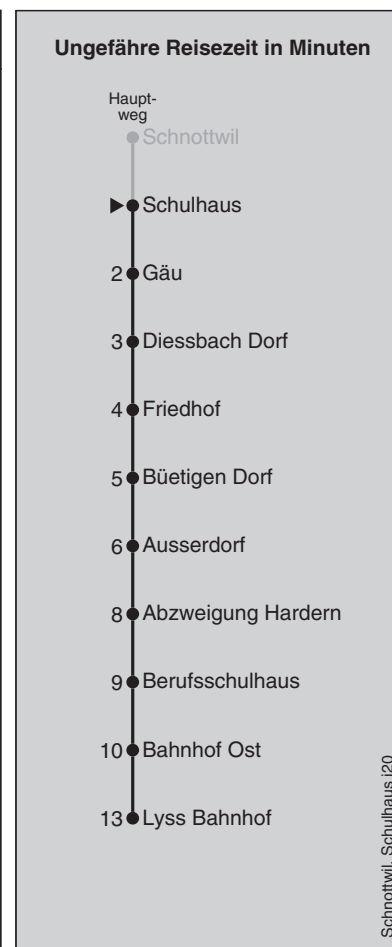 Ungefähre Reisezeit in Minuten
Haupt-
weg
Schnottwil
Schulhaus
2 Gäu
3 Diessbach Dorf
4 Friedhof
5 Büetigen Dorf
6 Ausserdorf
8 Abzweigung Hardern
9 Berufsschulhaus
10 Bahnhof Ost
13 Lyss Bahnhof
Schnottwil, Schulhaus j20